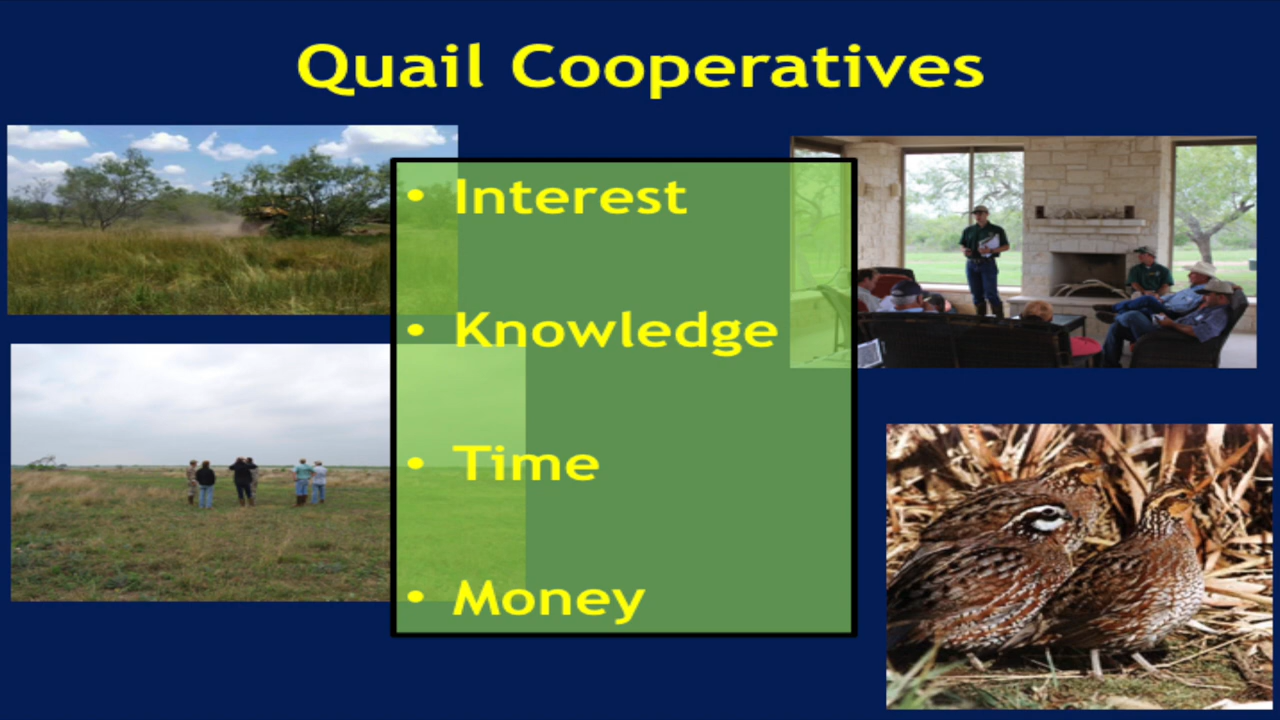 Quail Cooperatives
• Interest
• Knowledge
• Time
• Money